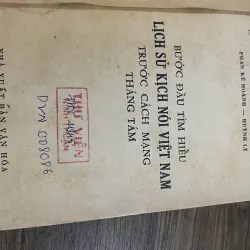 PHAN KẾ HOÀNH — HUỲNH LÝ
BƯỚC ĐẦU TÌM HIỂU
LỊCH SỬ KỊCH NÓI VIỆT NAM
TRƯỚC CÁCH MẠNG
THÁNG TÁM
THƯ VIỆN
DVN 008086
NHÀ XUẤT BẢN VĂN HÓA